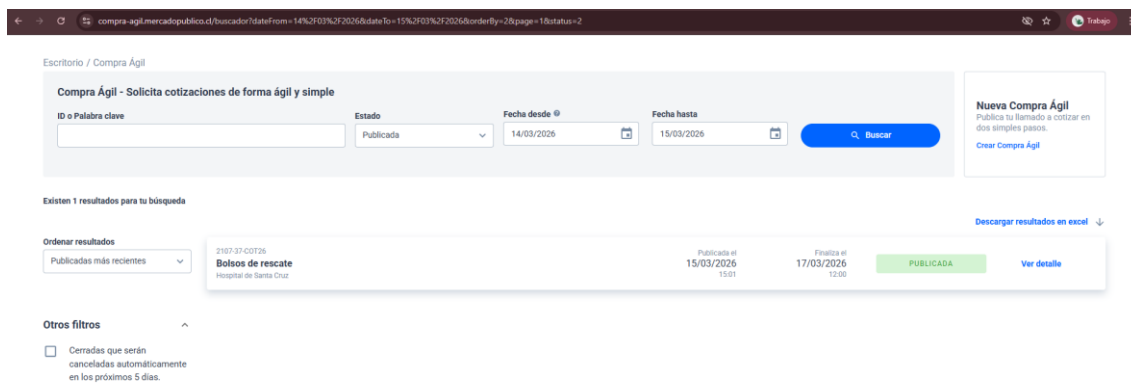 compra-agil.mercadopublico.cl/buscador?dateFrom=14%2F03%2F2026&dateTo=15%2F03%2F2026&orderBy=2&page=1&status=2
Trabajo
Escritorio / Compra Ágil
Compra Ágil - Solicita cotizaciones de forma ágil y simple
ID o Palabra clave
Estado
Fecha desde
Fecha hasta
Publicada
14/03/2026
15/03/2026
Buscar
Nueva Compra Ágil
Publica tu llamado a cotizar en
dos simples pasos.
Crear Compra Ágil
Existen 1 resultados para tu búsqueda
Descargar resultados en excel
Ordenar resultados
Publicadas más recientes
2107-37-COT26
Bolsos de rescate
Hospital de Santa Cruz
Publicada el
15/03/2026
15:01
Finaliza el
17/03/2026
12:00
PUBLICADA
Ver detalle
Otros filtros
Cerradas que serán
canceladas automáticamente
en los próximos 5 días.